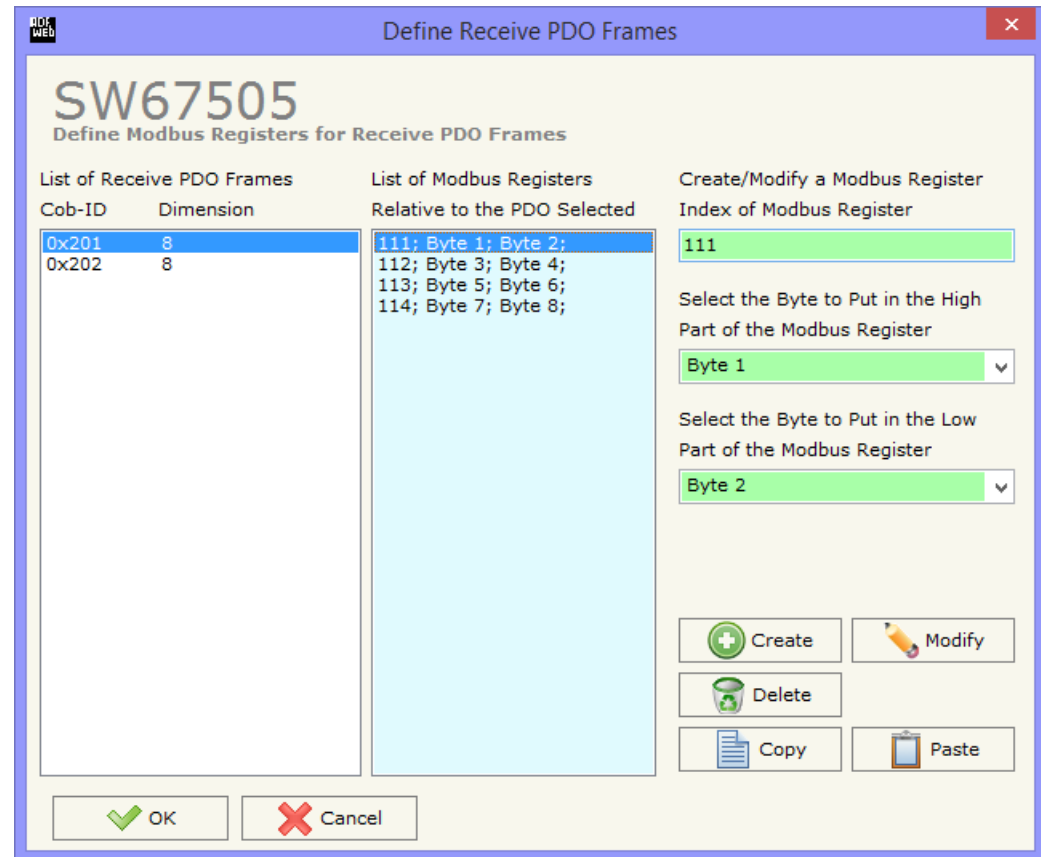 ADF
WEB
Define Receive PDO Frames
SW67505
Define Modbus Registers for Receive PDO Frames
List of Receive PDO Frames
Cob-ID Dimension
0x201 8
0x202 8
List of Modbus Registers
Relative to the PDO Selected
111; Byte 1; Byte 2;
112; Byte 3; Byte 4;
113; Byte 5; Byte 6;
114; Byte 7; Byte 8;
Create/Modify a Modbus Register
Index of Modbus Register
111
Select the Byte to Put in the High
Part of the Modbus Register
Byte 1
Select the Byte to Put in the Low
Part of the Modbus Register
Byte 2
Create
Modify
Delete
Copy
Paste
OK
Cancel